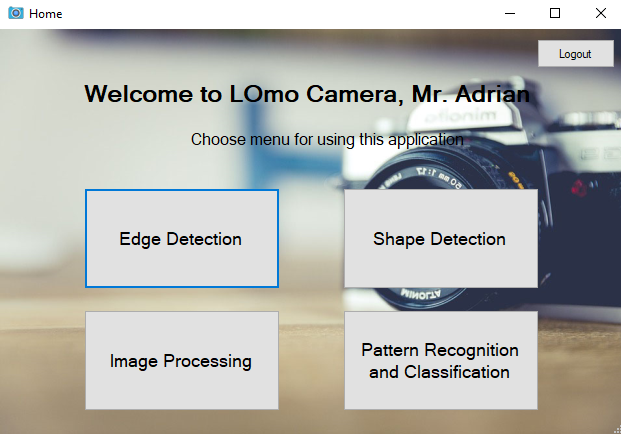 Home
Logout
Welcome to LOmo Camera, Mr. Adrian
Choose menu for using this application
Edge Detection
Shape Detection
Image Processing
Pattern Recognition
and Classification